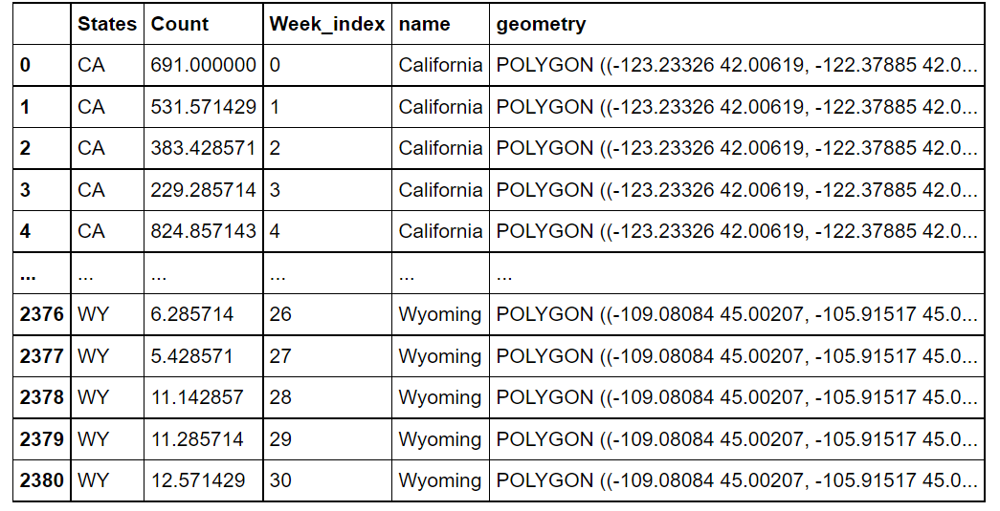 States Count Week_index name geometry
0 CA 691.000000 0 California POLYGON ((-123.23326 42.00619, -122.37885 42.0...
1 CA 531.571429 1 California POLYGON ((-123.23326 42.00619, -122.37885 42.0...
2 CA 383.428571 2 California POLYGON ((-123.23326 42.00619, -122.37885 42.0...
3 CA 229.285714 3 California POLYGON ((-123.23326 42.00619, -122.37885 42.0...
4 CA 824.857143 4 California POLYGON ((-123.23326 42.00619, -122.37885 42.0...
... ... ... ... ... ...
2376 WY 6.285714 26 Wyoming POLYGON ((-109.08084 45.00207, -105.91517 45.0...
2377 WY 5.428571 27 Wyoming POLYGON ((-109.08084 45.00207, -105.91517 45.0...
2378 WY 11.142857 28 Wyoming POLYGON ((-109.08084 45.00207, -105.91517 45.0...
2379 WY 11.285714 29 Wyoming POLYGON ((-109.08084 45.00207, -105.91517 45.0...
2380 WY 12.571429 30 Wyoming POLYGON ((-109.08084 45.00207, -105.91517 45.0...